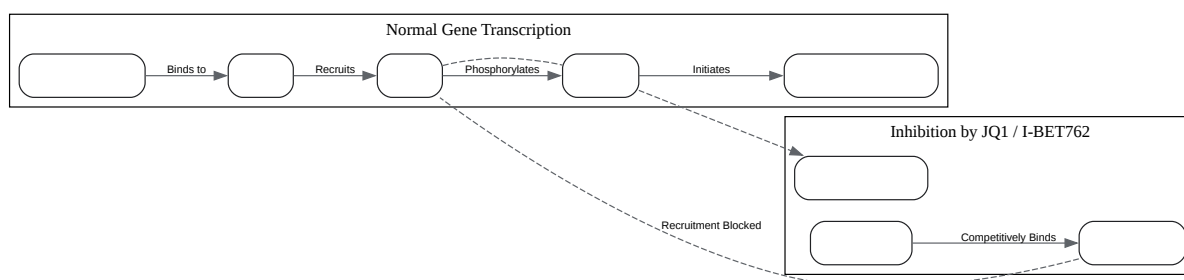 Normal Gene Transcription
Binds to
Recruits
Phosphorylates
Initiates
Inhibition by JQ1 / I-BET762
Recruitment Blocked
Competitively Binds